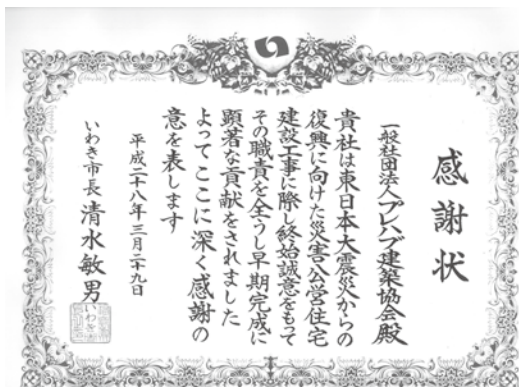 感謝状
一般社団法人プレハブ建築協会殿
貴社は東日本大震災からの
復興に向けた災害公営住宅
建設工事に際し終始誠意をもって
その職責を全うし早期完成に
顕著な貢献をされました
よってここに深く感謝の
意を表します
平成二十八年三月二十九日
いわき市長 清水敏男